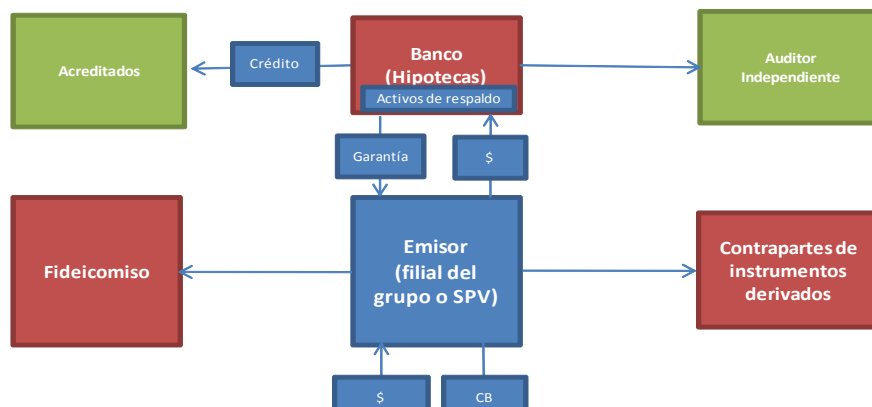 Acreditados
Crédito
Banco
(Hipotecas)
Activos de respaldo
Auditor
Independiente
Garantía
$
Fideicomiso
Emisor
(filial del
grupo o SPV)
Contrapartes de
instrumentos
derivados
$
CB